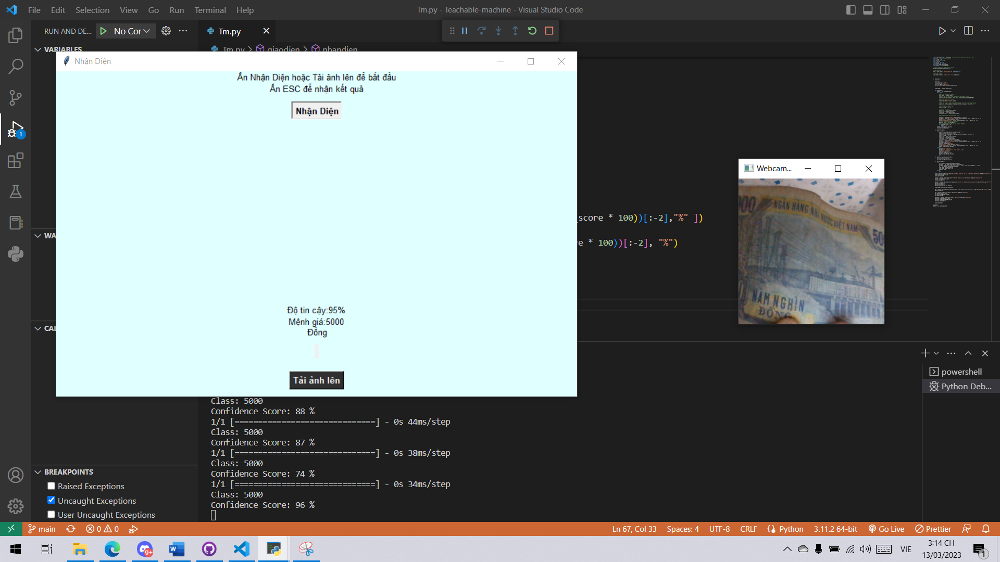 File Edit Selection View Go Run Terminal Help
Tm.py - Teachable-machine - Visual Studio Code
RUN AND DE... No Cor
Tm.py
VARIABLES
Tm.py > giaodien > nhandien
Nhận Diện
Ấn Nhận Diện hoặc Tải ảnh lên để bắt đầu
Ấn ESC để nhận kết quả
Nhận Diện
Webcam...
NGÂN HÀNG NHÀ NƯỚC VIỆT NAM
NĂM NGHÌN
ĐỒNG
score * 100))[:-2],"%" ])
re * 100))[:-2], "%")
WA
Độ tin cậy:95%
Mệnh giá:5000
Đồng
CAL
Tải ảnh lên
powershell
Python Deb...
Class: 5000
Confidence Score: 88 %
1/1 [==============================] - 0s 44ms/step
Class: 5000
Confidence Score: 87 %
1/1 [==============================] - 0s 38ms/step
Class: 5000
Confidence Score: 74 %
1/1 [==============================] - 0s 34ms/step
Class: 5000
Confidence Score: 96 %
BREAKPOINTS
Raised Exceptions
Uncaught Exceptions
User Uncaught Exceptions
1
main 0 0
Ln 67, Col 33 Spaces: 4 UTF-8 CRLF Python 3.11.2 64-bit Go Live Prettier
9+
VIE
3:14 CH
13/03/2023
1